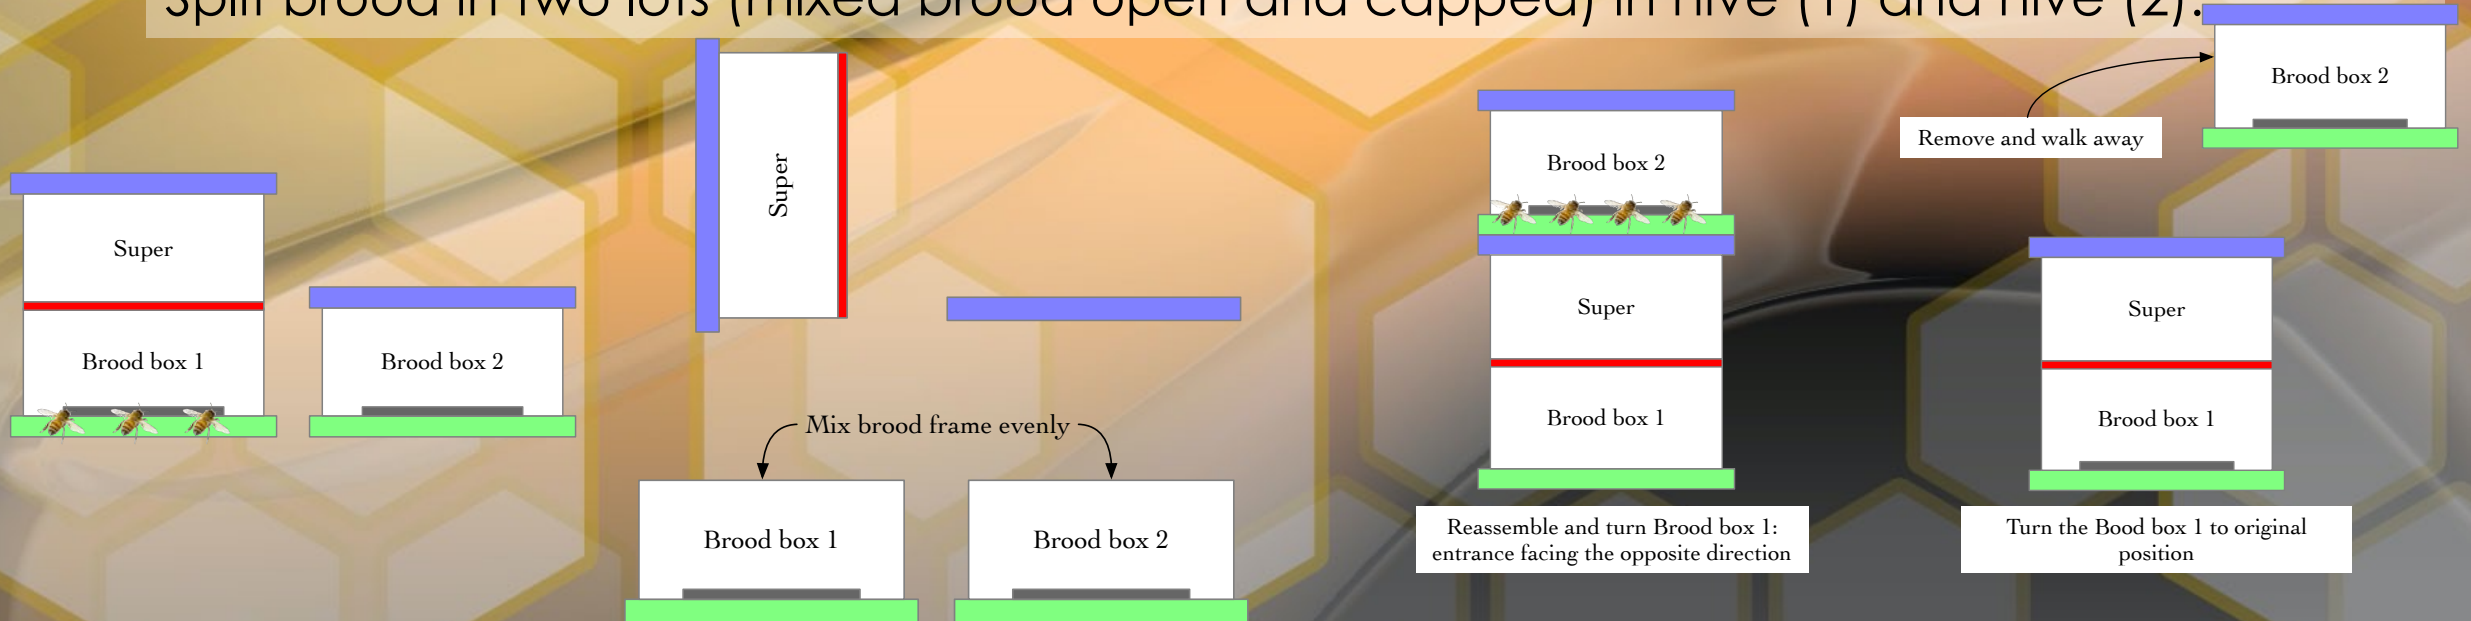 Split brood in two lots (mixed brood open and capped) in hive (1) and hive (2).
Super
Brood box 1
Brood box 2
Super
Mix brood frame evenly
Brood box 1
Brood box 2
Brood box 2
Super
Brood box 1
Reassemble and turn Brood box 1:
entrance facing the opposite direction
Remove and walk away
Brood box 2
Super
Brood box 1
Turn the Bood box 1 to original
position